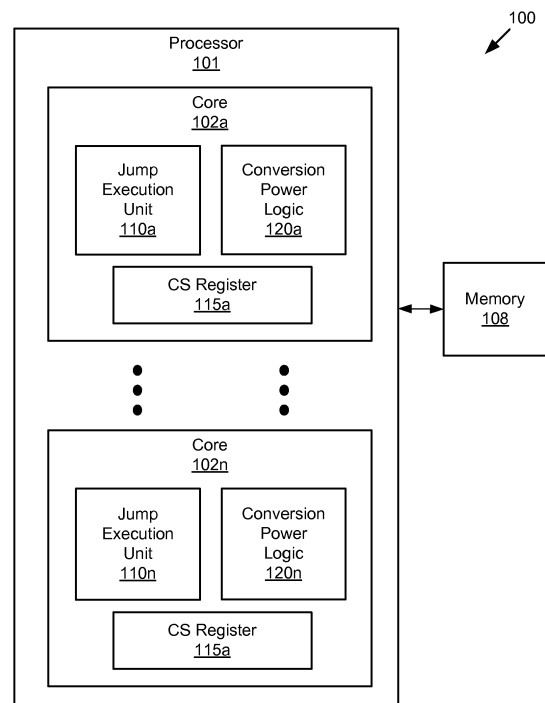 100
Processor
101
Core
102a
Jump
Execution
Unit
110a
Conversion
Power
Logic
120a
CS Register
115a
Memory
108
Core
102n
Jump
Execution
Unit
110n
Conversion
Power
Logic
120n
CS Register
115a